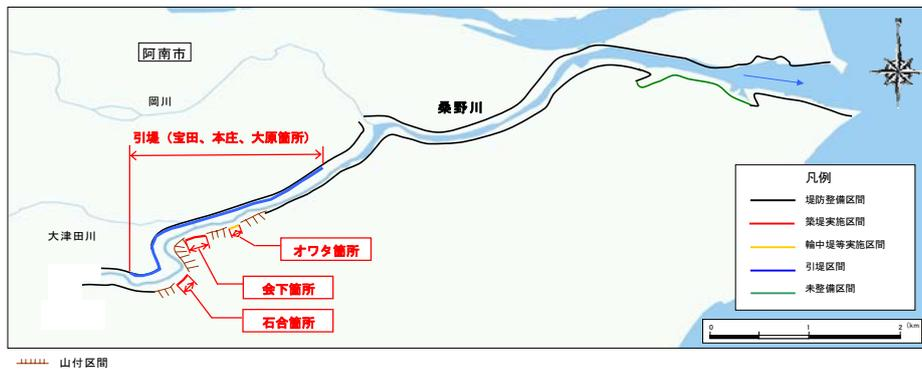 阿南市
岡川
桑野川
引堤（宝田、本庄、大原箇所）
大津田川
オワタ箇所
会下箇所
石合箇所
凡例
堤防整備区間
築堤実施区間
輪中堤等実施区間
引堤区間
未整備区間
0 1 2 (km
山付区間